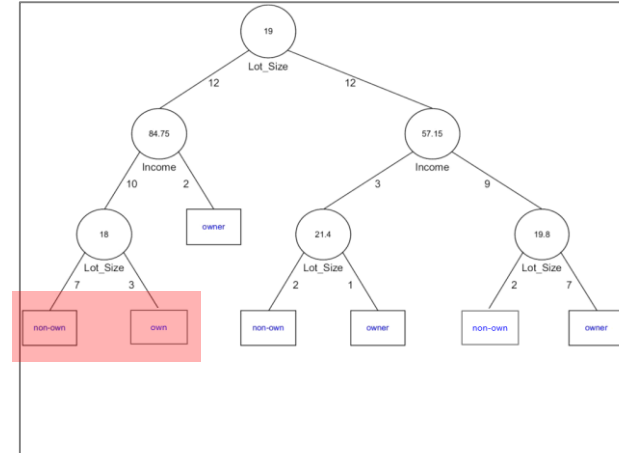 19
Lot_Size
12 12
84.75 57.15
Income Income
10 2 3 9
18 owner 21.4 19.8
Lot_Size Lot_Size Lot_Size
7 3 2 1 2 7
non-own own non-own owner non-own owner